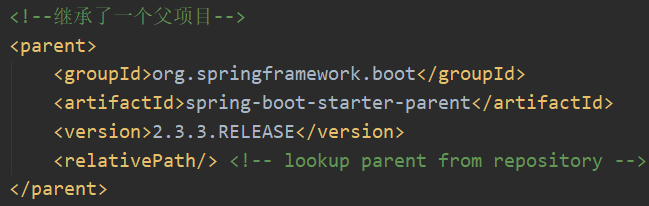 <!--继承了一个父项目-->
<parent>
    <groupId>org.springframework.boot</groupId>
    <artifactId>spring-boot-starter-parent</artifactId>
    <version>2.3.3.RELEASE</version>
    <relativePath/> <!-- lookup parent from repository -->
</parent>